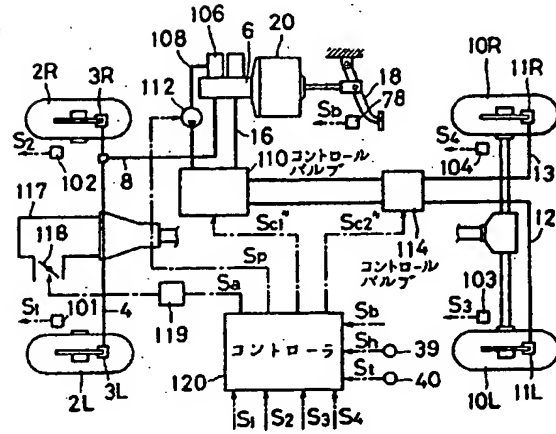 106
20
108
6
2R
3R
112
10R
11R
18
Sb
78
S2
102
8
16
S4
104
13
110
コントロール
バルブ
117
118
12
Sc1"
Sc2"
114
コントロール
バルブ
Sp
S1
101
4
Sa
119
S3
103
Sb
Sh
39
St
40
コントローラ
120
2L
3L
10L
11L
S1
S2
S3
S4